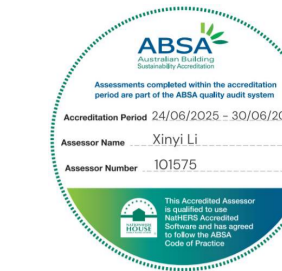 ABSA
Australian Building
Sustainability Accreditation
Assessments completed within the accreditation
period are part of the ABSA quality audit system
Accreditation Period 24/06/2025 - 30/06/20
Assessor Name Xinyi Li
Assessor Number 101575
This Accredited Assessor
is qualified to use
NatHERS Accredited
Software and has agreed
to follow the ABSA
Code of Practice
NATIONWIDE
HOUSE